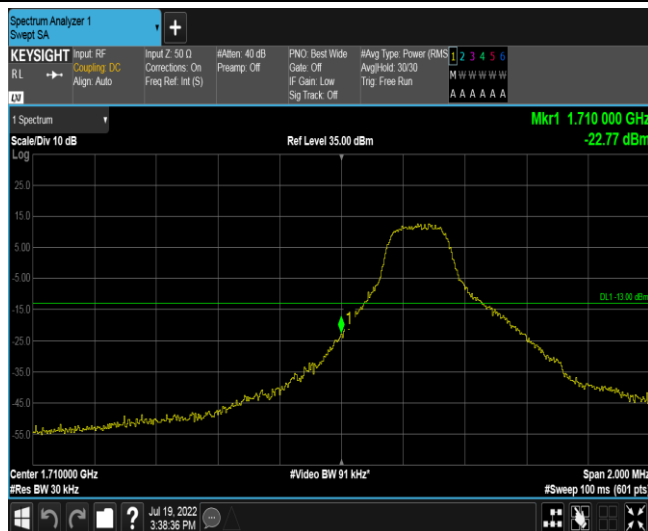 Spectrum Analyzer 1
Swept SA
+
KEYSIGHT
RL
LXI
Input: RF
Coupling: DC
Align: Auto
Input Z: 50 Ω
Corrections: On
Freq Ref: Int (S)
#Atten: 40 dB
Preamp: Off
PNO: Best Wide
Gate: Off
IF Gain: Low
Sig Track: Off
#Avg Type: Power (RMS
Avg|Hold: 30/30
Trig: Free Run
1 2 3 4 5 6
M W W W W W
A A A A A A
1 Spectrum
Mkr1 1.710 000 GHz
Scale/Div 10 dB
Ref Level 35.00 dBm
-22.77 dBm
Log
25.0
15.0
5.00
-5.00
DL1 -13.00 dBm
-15.0
1
-25.0
-35.0
-45.0
-55.0
Center 1.710000 GHz
#Video BW 91 kHz*
Span 2.000 MHz
#Res BW 30 kHz
#Sweep 100 ms (601 pts)
?
Jul 19, 2022
3:38:36 PM